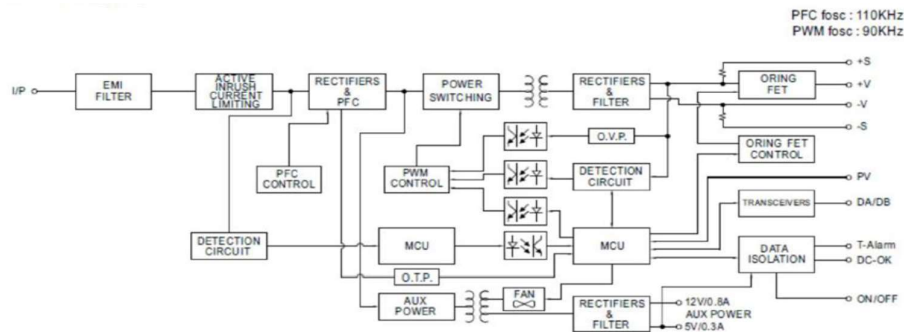 PFC fosc : 110KHz
PWM fosc : 90KHz
I/P
EMI
FILTER
ACTIVE
INRUSH
CURRENT
LIMITING
RECTIFIERS
&
PFC
POWER
SWITCHING
RECTIFIERS
&
FILTER
ORING
FET
+S
+V
-V
-S
O.V.P.
ORING FET
CONTROL
PFC
CONTROL
PWM
CONTROL
DETECTION
CIRCUIT
PV
TRANSCEIVERS
DA/DB
DETECTION
CIRCUIT
MCU
MCU
DATA
ISOLATION
T-Alarm
DC-OK
O.T.P.
AUX
POWER
FAN
RECTIFIERS
&
FILTER
12V/0.8A
AUX POWER
5V/0.3A
ON/OFF